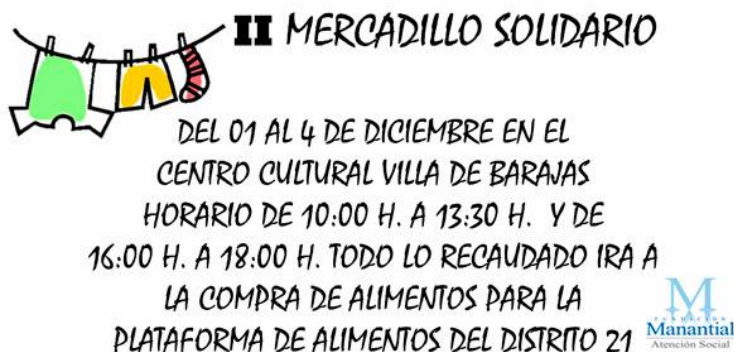 II MERCADILLO SOLIDARIO
DEL 01 AL 4 DE DICIEMBRE EN EL
CENTRO CULTURAL VILLA DE BARAJAS
HORARIO DE 10:00 H. A 13:30 H. Y DE
16:00 H. A 18:00 H. TODO LO RECAUDADO IRA A
LA COMPRA DE ALIMENTOS PARA LA
PLATAFORMA DE ALIMENTOS DEL DISTRITO 21
M
FUNDACIÓN
Manantial
Atención Social